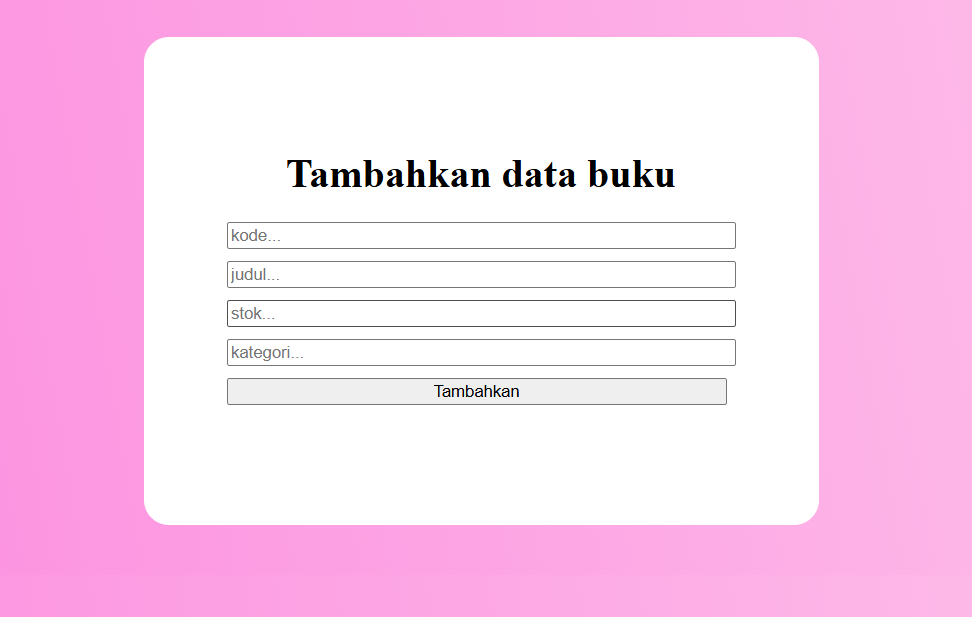 Tambahkan data buku
kode...
judul...
stok...
kategori...
Tambahkan